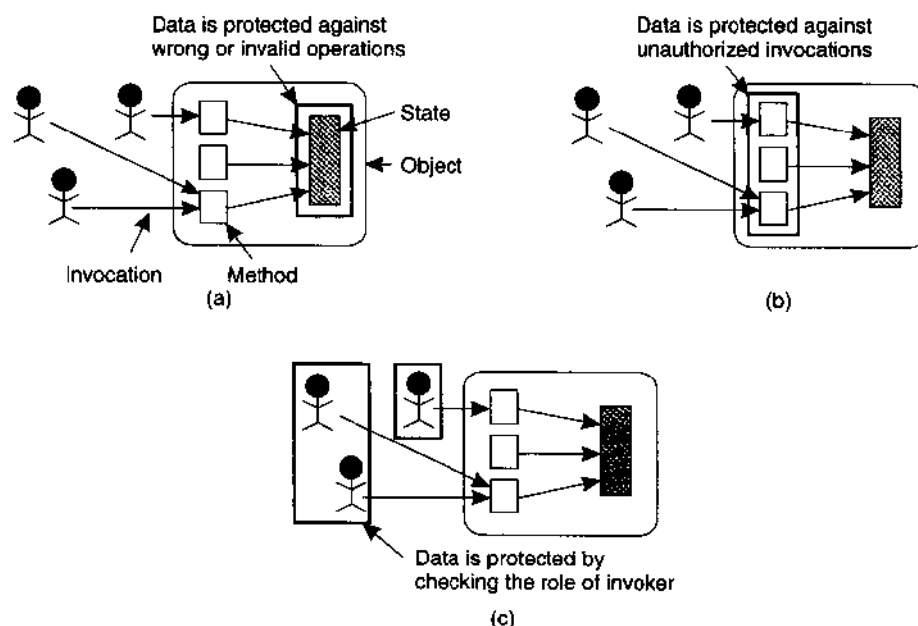 Data is protected against
wrong or invalid operations
State
Object
Invocation
Method
(a)
Data is protected against
unauthorized invocations
(b)
Data is protected by
checking the role of invoker
(c)